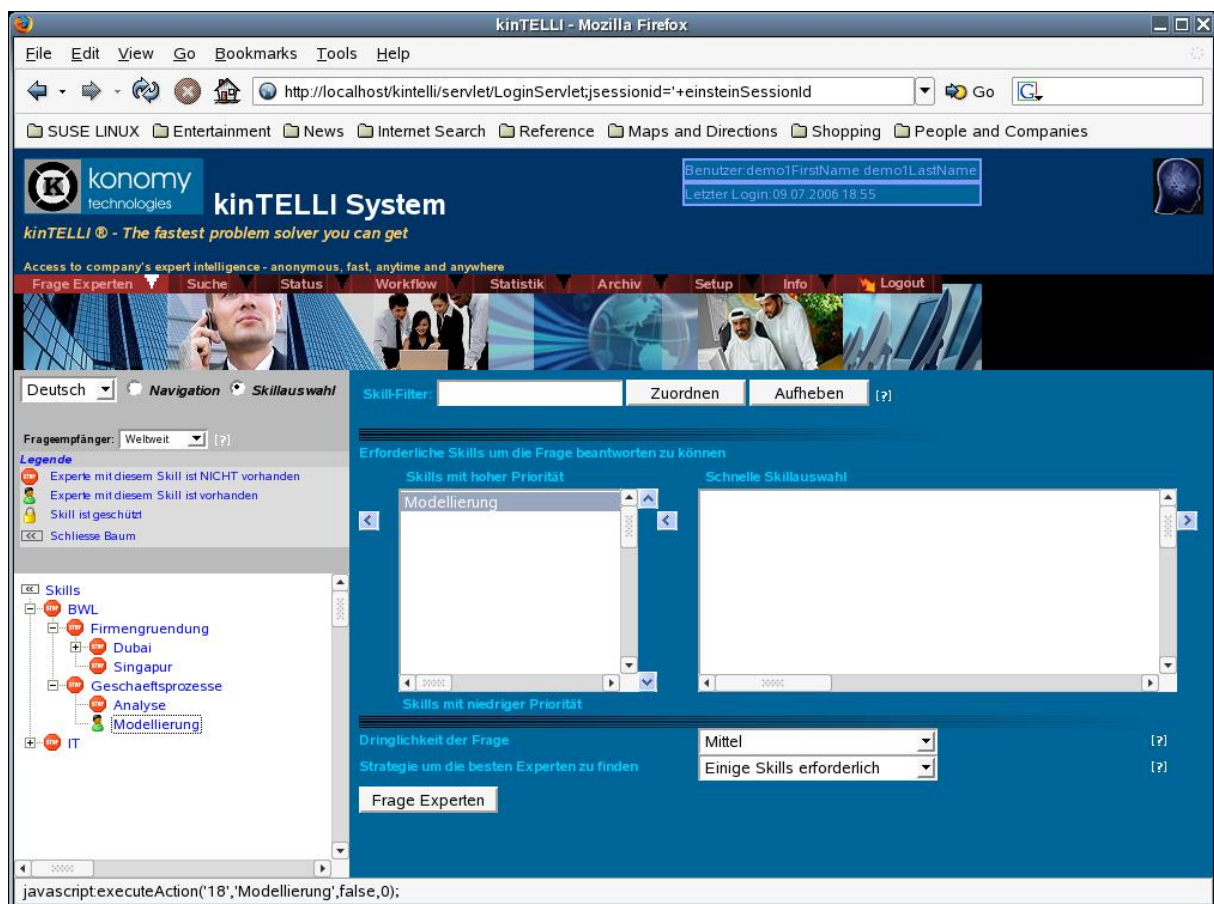 kinTELLI - Mozilla Firefox
File Edit View Go Bookmarks Tools Help
http://localhost/kintelli/servlet/LoginServlet;jsessionid='+einsteinSessionId Go G
SUSE LINUX Entertainment News Internet Search Reference Maps and Directions Shopping People and Companies
K konomy technologies kinTELLI System
Benutzer:demo1FirstName demo1LastName
Letzter Login:09.07.2006 18:55
kinTELLI ® - The fastest problem solver you can get
Access to company's expert intelligence - anonymous, fast, anytime and anywhere
Frage Experten Suche Status Workflow Statistik Archiv Setup Info Logout
Deutsch Navigation Skillauswahl
Skill-Filter: Zuordnen Aufheben [?]
Frageempfänger: Weltweit [?]
Legende
STOP Experte mit diesem Skill ist NICHT vorhanden
Experte mit diesem Skill ist vorhanden
Skill ist geschützt
<< Schliesse Baum
Erforderliche Skills um die Frage beantworten zu können
Skills mit hoher Priorität Schnelle Skillauswahl
Modellierung
Skills mit niedriger Priorität
<< Skills
STOP BWL
STOP Firmengruendung
STOP Dubai
STOP Singapur
STOP Geschaeftsprozesse
STOP Analyse
Modellierung
STOP IT
Dringlichkeit der Frage Mittel [?]
Strategie um die besten Experten zu finden Einige Skills erforderlich [?]
Frage Experten
javascript:executeAction('18','Modellierung',false,0);